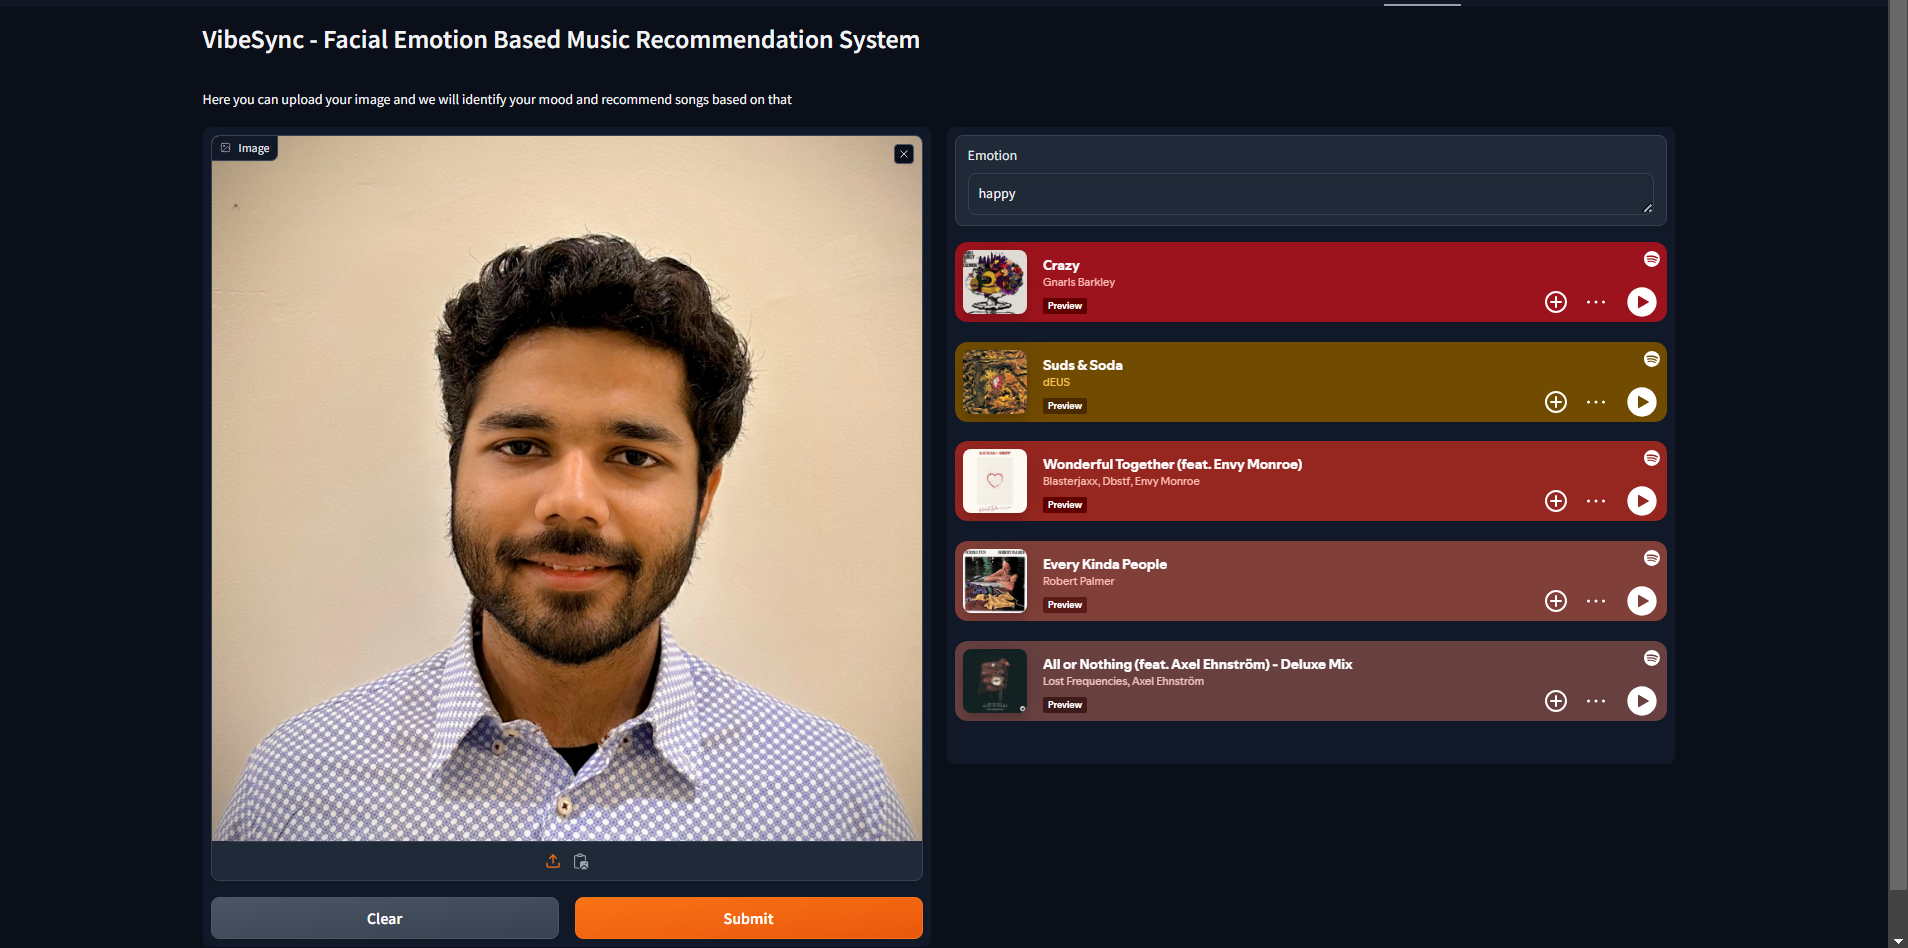 VibeSync - Facial Emotion Based Music Recommendation System
Here you can upload your image and we will identify your mood and recommend songs based on that
Image
Clear
Submit
Emotion
happy
Crazy
Gnarls Barkley
Preview
Suds & Soda
dEUS
Preview
Wonderful Together (feat. Envy Monroe)
Blasterjaxx, Dbstf, Envy Monroe
Preview
Every Kinda People
Robert Palmer
Preview
All or Nothing (feat. Axel Ehnström) - Deluxe Mix
Lost Frequencies, Axel Ehnström
Preview